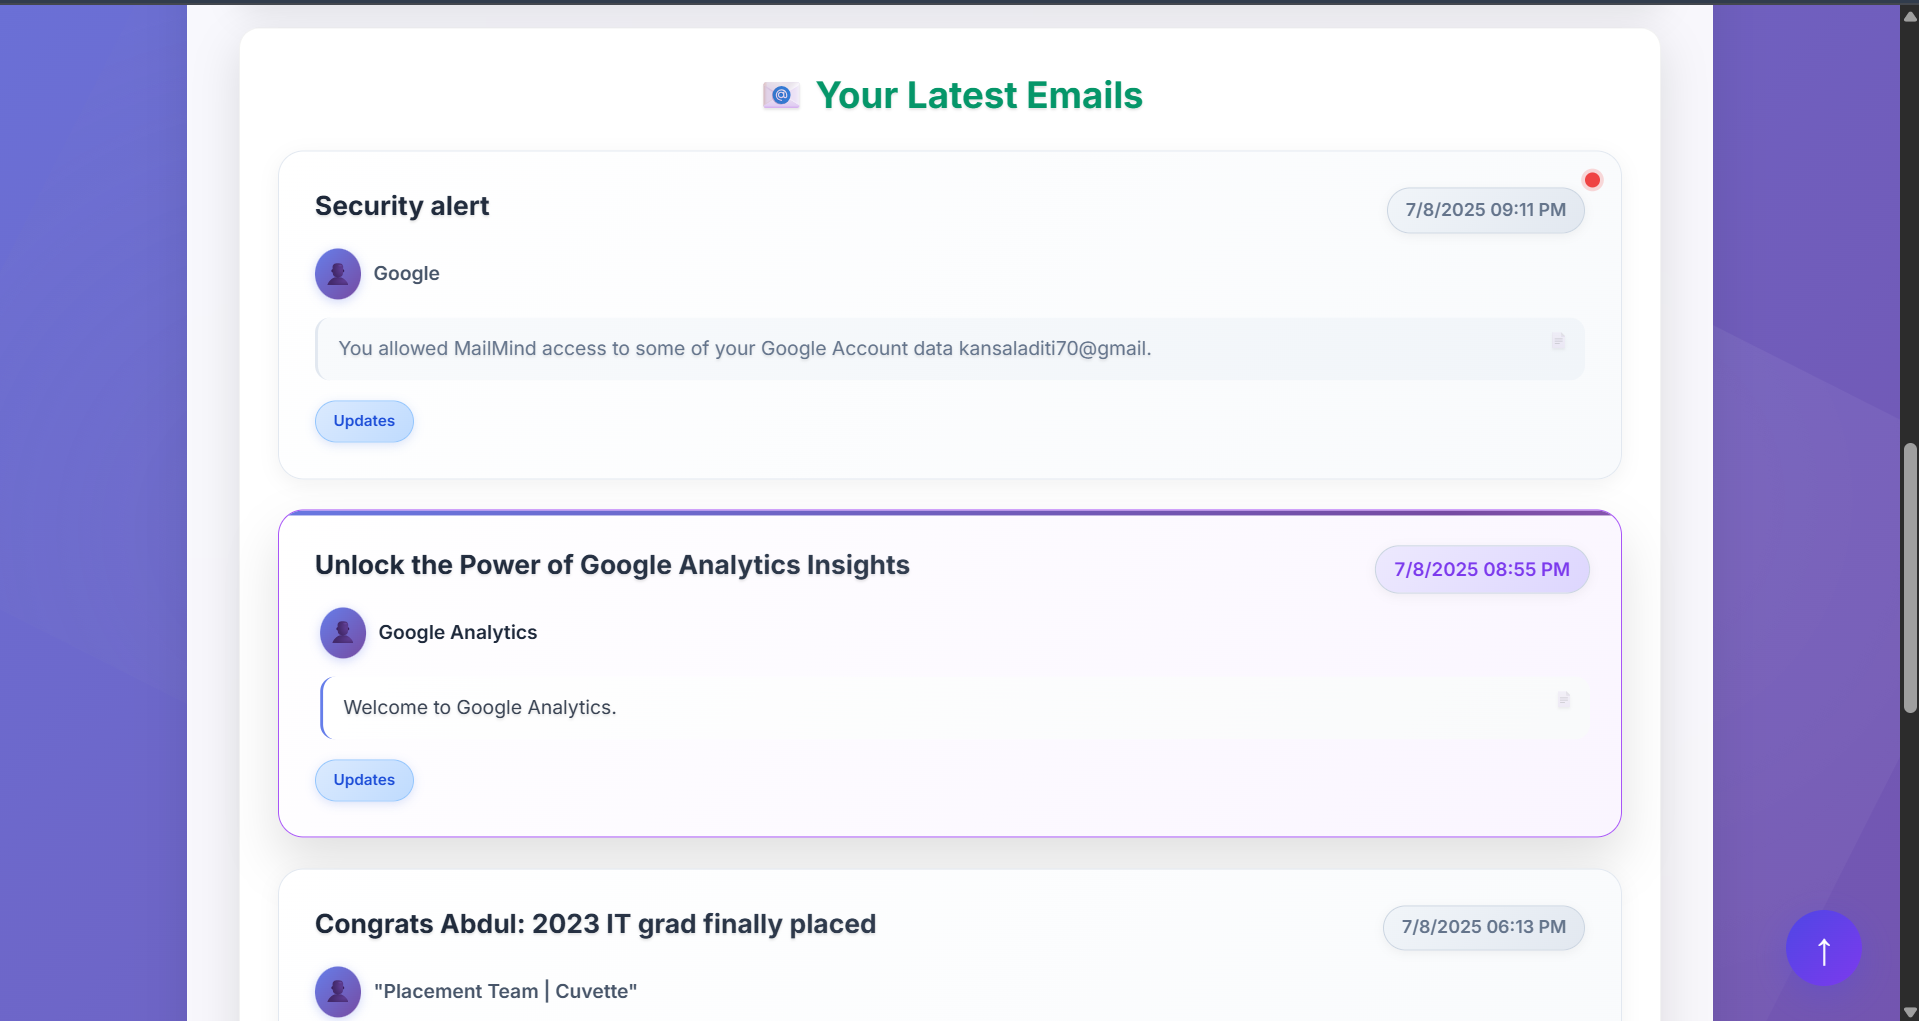 Your Latest Emails
Security alert
7/8/2025 09:11 PM
Google
You allowed MailMind access to some of your Google Account data kansaladiti70@gmail.
Updates
Unlock the Power of Google Analytics Insights
7/8/2025 08:55 PM
Google Analytics
Welcome to Google Analytics.
Updates
Congrats Abdul: 2023 IT grad finally placed
7/8/2025 06:13 PM
"Placement Team | Cuvette"